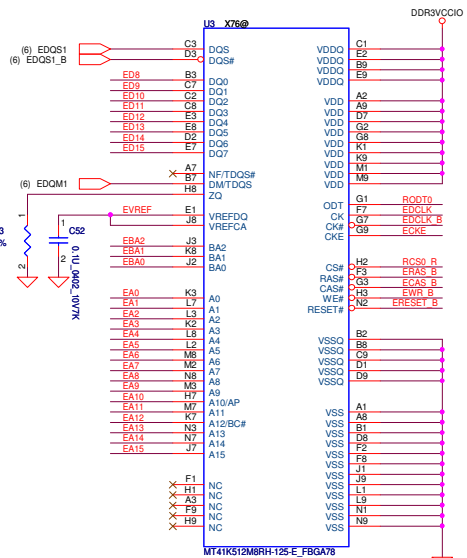 DDR3VCCIO
U3 X76@
(6) EDQS1 C3 DQS
(6) EDQS1_B D3 DQS#
ED8 B3 DQ0
ED9 C7 DQ1
ED10 C2 DQ2
ED11 C8 DQ3
ED12 E3 DQ4
ED13 E8 DQ5
ED14 D2 DQ6
ED15 E7 DQ7
A7 NF/TDQS#
(6) EDQM1 B7 DM/TDQS
H8 ZQ
EVREF E1 VREFDQ
J8 VREFCA
EBA2 J3 BA2
EBA1 K8 BA1
EBA0 J2 BA0
3
%
2
1
C52
2
0.1U_0402_10V7K
EA0 K3 A0
EA1 L7 A1
EA2 L3 A2
EA3 K2 A3
EA4 L8 A4
EA5 L2 A5
EA6 M8 A6
EA7 M2 A7
EA8 N8 A8
EA9 M3 A9
EA10 H7 A10/AP
EA11 M7 A11
EA12 K7 A12/BC#
EA13 N3 A13
EA14 N7 A14
EA15 J7 A15
F1 NC
H1 NC
A3 NC
F9 NC
H9 NC
VDDQ C1
VDDQ E2
VDDQ B9
VDDQ E9
VDD A2
VDD A9
VDD D7
VDD G2
VDD G8
VDD K1
VDD K9
VDD M1
VDD M9
ODT G1 RODT0
CK F7 EDCLK
CK# G7 EDCLK_B
CKE G9 ECKE
CS# H2 RCS0_R
RAS# F3 ERAS_B
CAS# G3 ECAS_B
WE# H3 EWR_B
RESET# N2 ERESET_B
VSSQ B2
VSSQ B8
VSSQ C9
VSSQ D1
VSSQ D9
VSS A1
VSS A8
VSS B1
VSS D8
VSS F2
VSS F8
VSS J1
VSS J9
VSS L1
VSS L9
VSS N1
VSS N9
MT41K512M8RH-125-E_FBGA78